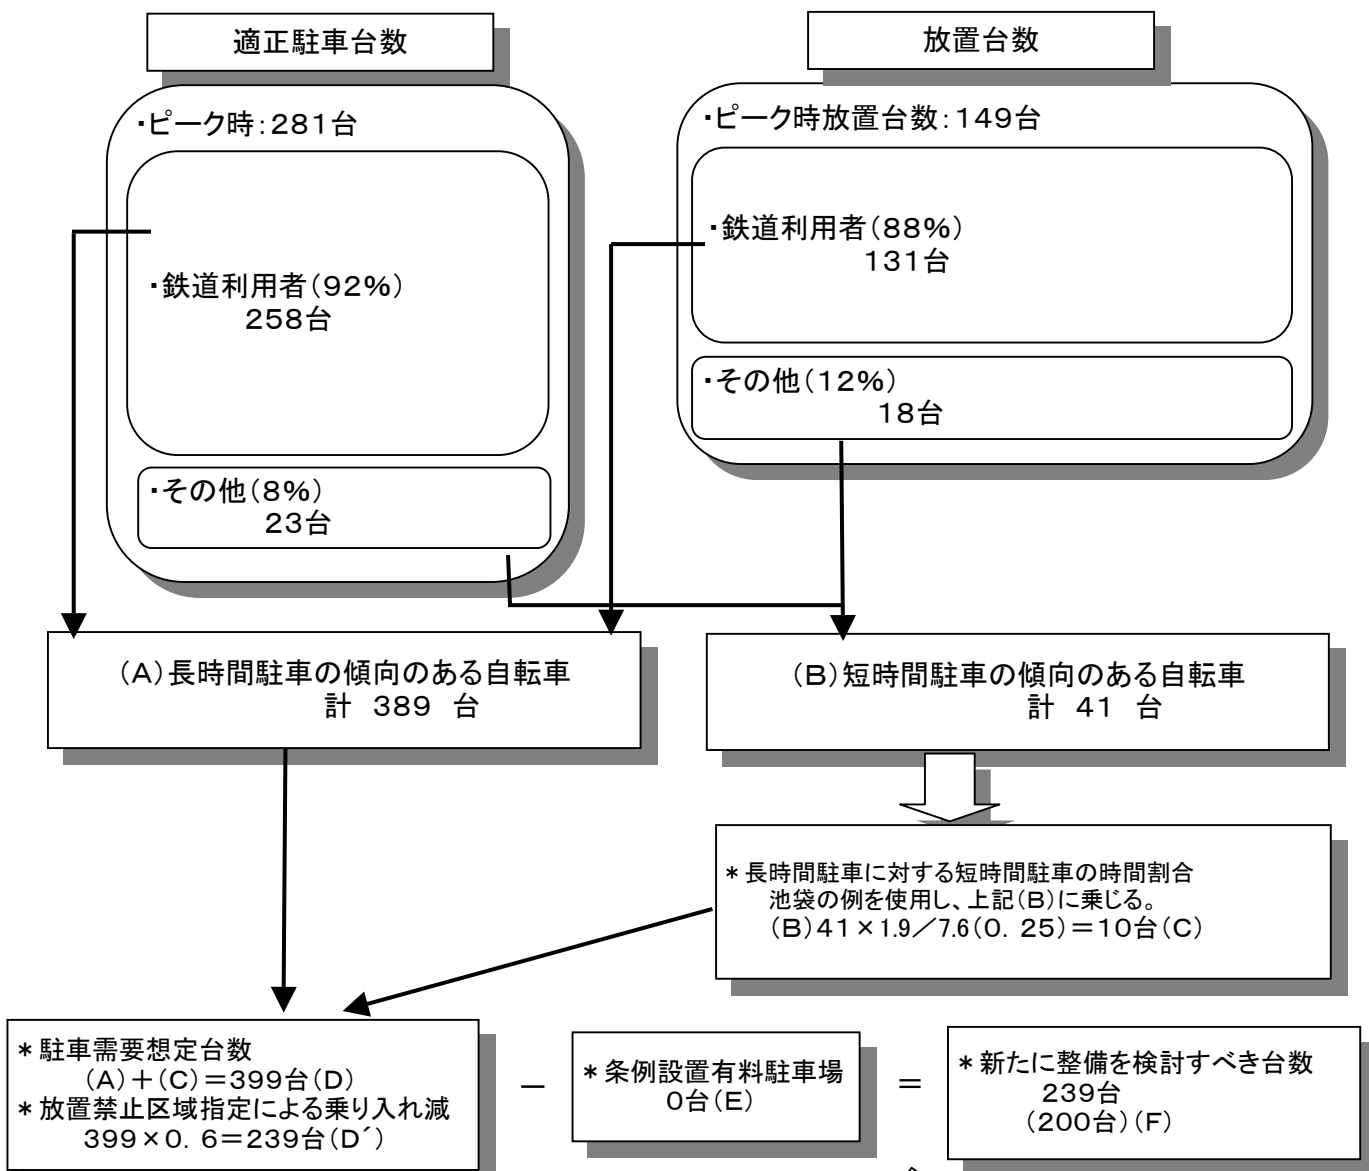 適正駐車台数
・ピーク時：281台
・鉄道利用者（92%）
258台
・その他（8%）
23台
放置台数
・ピーク時放置台数：149台
・鉄道利用者（88%）
131台
・その他（12%）
18台
（A）長時間駐車の傾向のある自転車
計 389 台
（B）短時間駐車の傾向のある自転車
計 41 台
＊長時間駐車に対する短時間駐車の時間割合
池袋の例を使用し、上記（B）に乗じる。
（B）41×1.9／7.6（0．25）＝10台（C）
＊駐車需要想定台数
（A）＋（C）＝399台（D）
＊放置禁止区域指定による乗り入れ減
399×0．6＝239台（D´）
－
＊条例設置有料駐車場
0台（E）
＝
＊新たに整備を検討すべき台数
239台
（200台）（F）